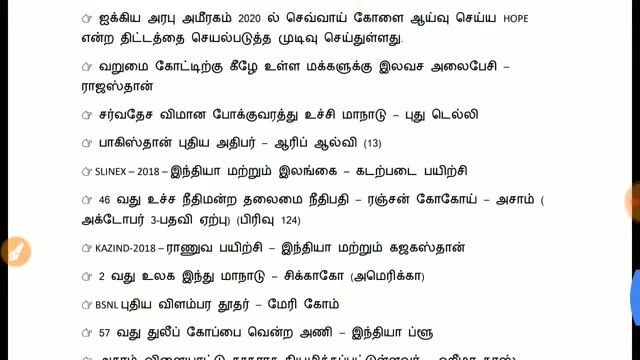 ☞ ஐக்கிய அரபு அமீரகம் 2020 ல் செவ்வாய் கோளை ஆய்வு செய்ய HOPE
என்ற திட்டத்தை செயல்படுத்த முடிவு செய்துள்ளது.
☞ வறுமை கோட்டிற்கு கீழே உள்ள மக்களுக்கு இலவச அலைபேசி –
ராஜஸ்தான்
☞ சர்வதேச விமான போக்குவரத்து உச்சி மாநாடு – புது டெல்லி
☞ பாகிஸ்தான் புதிய அதிபர் – ஆரிப் ஆல்வி (13)
☞ SLINEX – 2018 – இந்தியா மற்றும் இலங்கை – கடற்படை பயிற்சி
☞ 46 வது உச்ச நீதிமன்ற தலைமை நீதிபதி – ரஞ்சன் கோகோய் – அசாம் (
அக்டோபர் 3-பதவி ஏற்பு) (பிரிவு 124)
☞ KAZIND-2018 – ராணுவ பயிற்சி – இந்தியா மற்றும் கஜகஸ்தான்
☞ 2 வது உலக இந்து மாநாடு – சிக்காகோ (அமெரிக்கா)
☞ BSNL புதிய விளம்பர தூதர் – மேரி கோம்
☞ 57 வது துலீப் கோப்பை வென்ற அணி – இந்தியா ப்ளூ